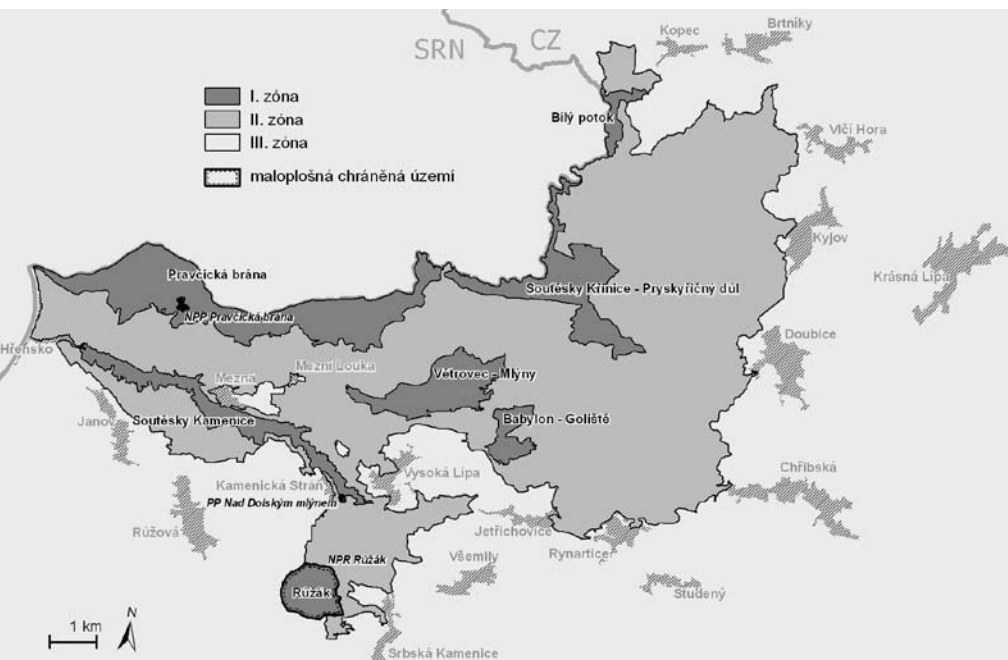 SRN
CZ
Kopec
Brtníky
I. zóna
II. zóna
III. zóna
maloplošná chráněná území
Bílý potok
Vlčí Hora
Kyjov
Krásná Lípa
Pravčická brána
NPP Pravčická brána
Soutěsky Křinice - Pryskyřičný důl
Doubice
Hřensko
Mezná
Mezní Louka
Větrovec - Mlýny
Janov
Soutěsky Kamenice
Babylon - Goliště
Kamenická Stráň
Vysoká Lípa
Chřibská
PP Nad Dolským mlýnem
Růžová
Jetřichovice
Rynartice
NPR Růžák
Všemily
Růžák
Studený
1 km
N
Srbská Kamenice